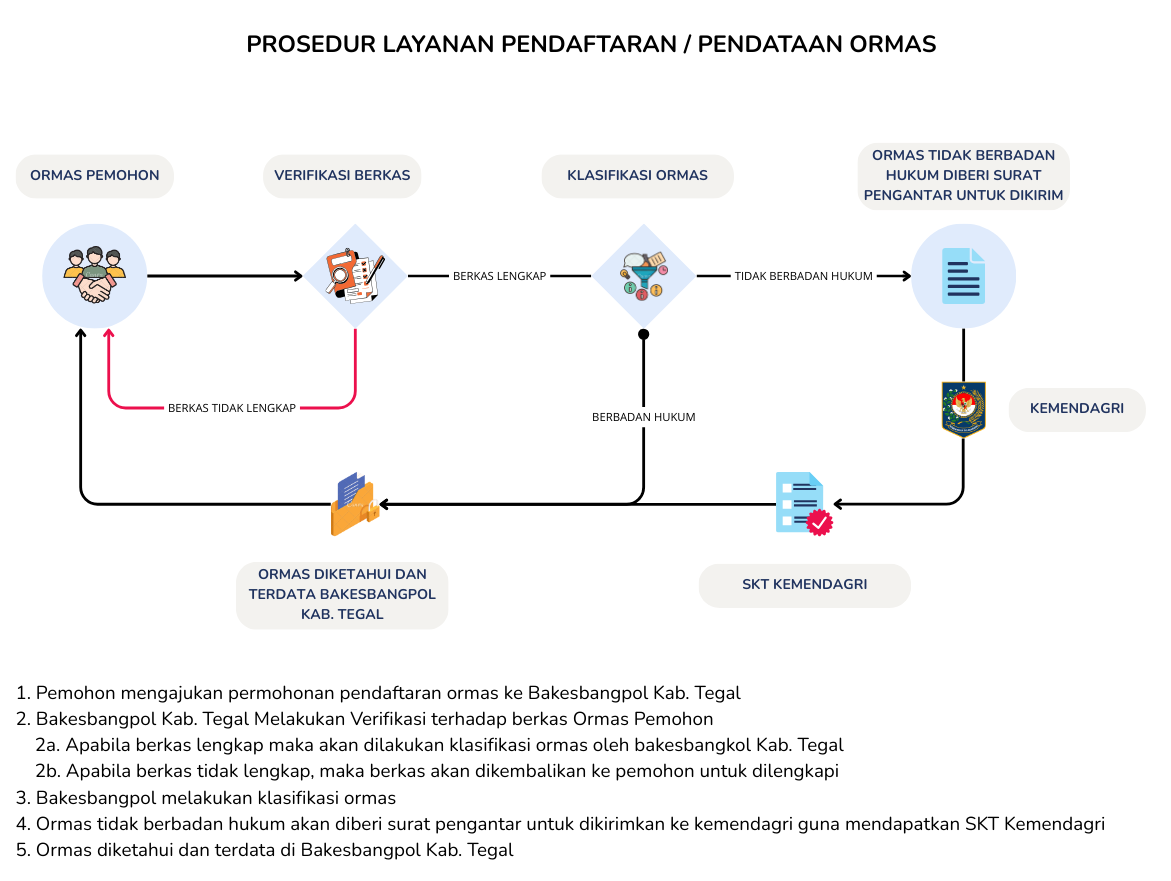 PROSEDUR LAYANAN PENDAFTARAN / PENDATAAN ORMAS
ORMAS PEMOHON
VERIFIKASI BERKAS
KLASIFIKASI ORMAS
ORMAS TIDAK BERBADAN
HUKUM DIBERI SURAT
PENGANTAR UNTUK DIKIRIM
BERKAS LENGKAP
TIDAK BERBADAN HUKUM
BERKAS TIDAK LENGKAP
BERBADAN HUKUM
KEMENDAGRI
ORMAS DIKETAHUI DAN
TERDATA BAKESBANGPOL
KAB. TEGAL
SKT KEMENDAGRI
1. Pemohon mengajukan permohonan pendaftaran ormas ke Bakesbangpol Kab. Tegal
2. Bakesbangpol Kab. Tegal Melakukan Verifikasi terhadap berkas Ormas Pemohon
2a. Apabila berkas lengkap maka akan dilakukan klasifikasi ormas oleh bakesbangkol Kab. Tegal
2b. Apabila berkas tidak lengkap, maka berkas akan dikembalikan ke pemohon untuk dilengkapi
3. Bakesbangpol melakukan klasifikasi ormas
4. Ormas tidak berbadan hukum akan diberi surat pengantar untuk dikirimkan ke kemendagri guna mendapatkan SKT Kemendagri
5. Ormas diketahui dan terdata di Bakesbangpol Kab. Tegal